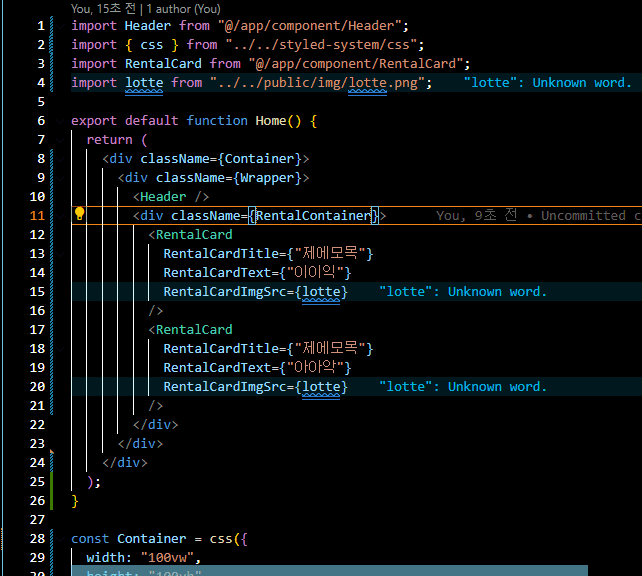 You, 15초 전 | 1 author (You)
1 import Header from "@/app/component/Header";
2 import { css } from "../../styled-system/css";
3 import RentalCard from "@/app/component/RentalCard";
4 import lotte from "../../public/img/lotte.png"; "lotte": Unknown word.
5
6 export default function Home() {
7 return (
8 <div className={Container}>
9 <div className={Wrapper}>
10 <Header />
11 <div className={RentalContainer}> You, 9초 전 • Uncommitted c
12 <RentalCard
13 RentalCardTitle={"제에모목"}
14 RentalCardText={"이이익"}
15 RentalCardImgSrc={lotte} "lotte": Unknown word.
16 />
17 <RentalCard
18 RentalCardTitle={"제에모목"}
19 RentalCardText={"아아악"}
20 RentalCardImgSrc={lotte} "lotte": Unknown word.
21 />
22 </div>
23 </div>
24 </div>
25 );
26 }
27
28 const Container = css({
29 width: "100vw",
30 height: "100vh"